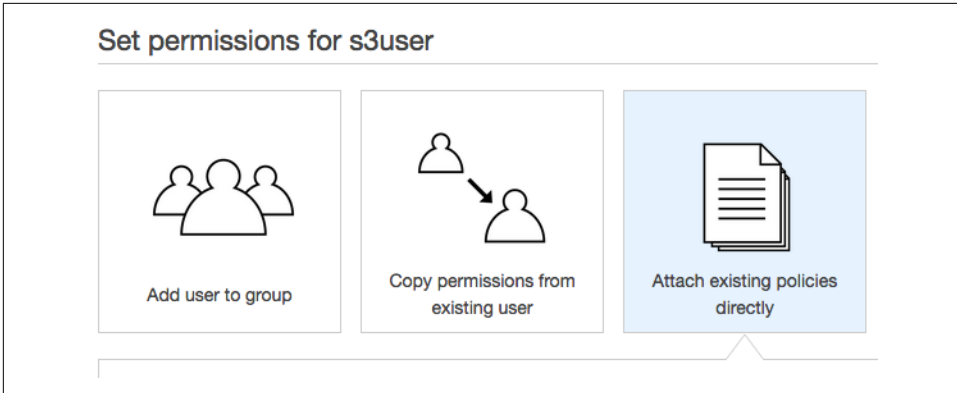 Set permissions for s3user
Add user to group
Copy permissions from
existing user
Attach existing policies
directly